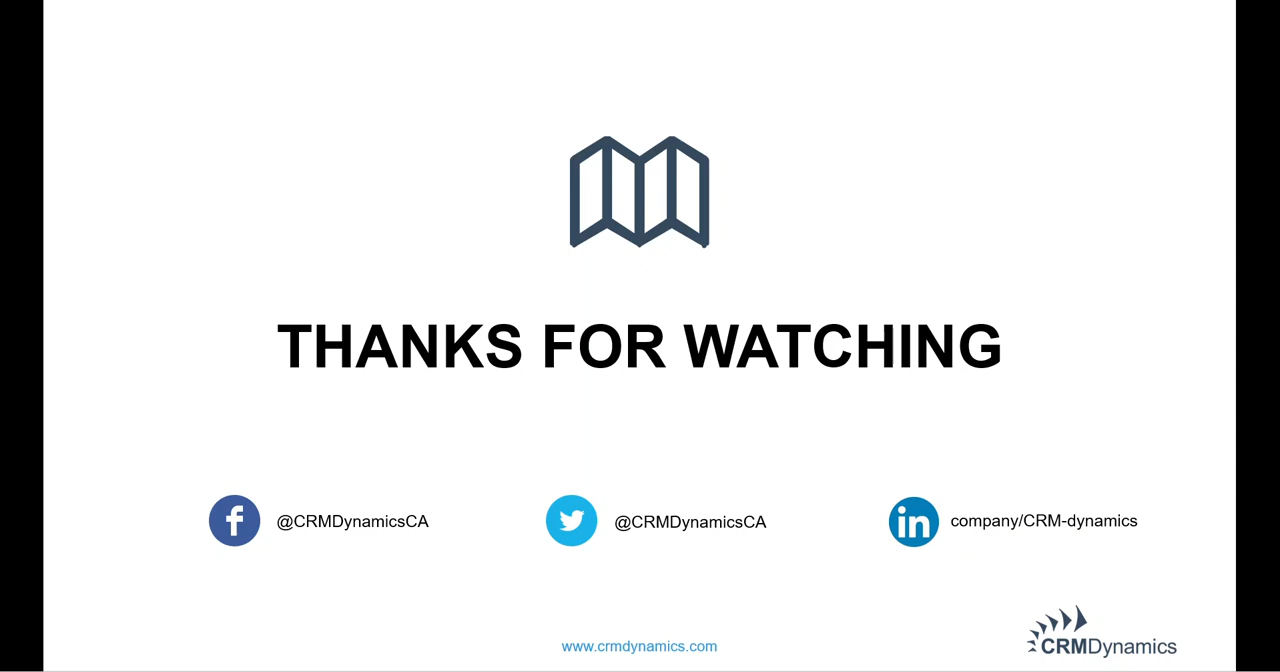 THANKS FOR WATCHING
@CRMDynamicsCA
@CRMDynamicsCA
company/CRM-dynamics
www.crmdynamics.com
CRMDynamics